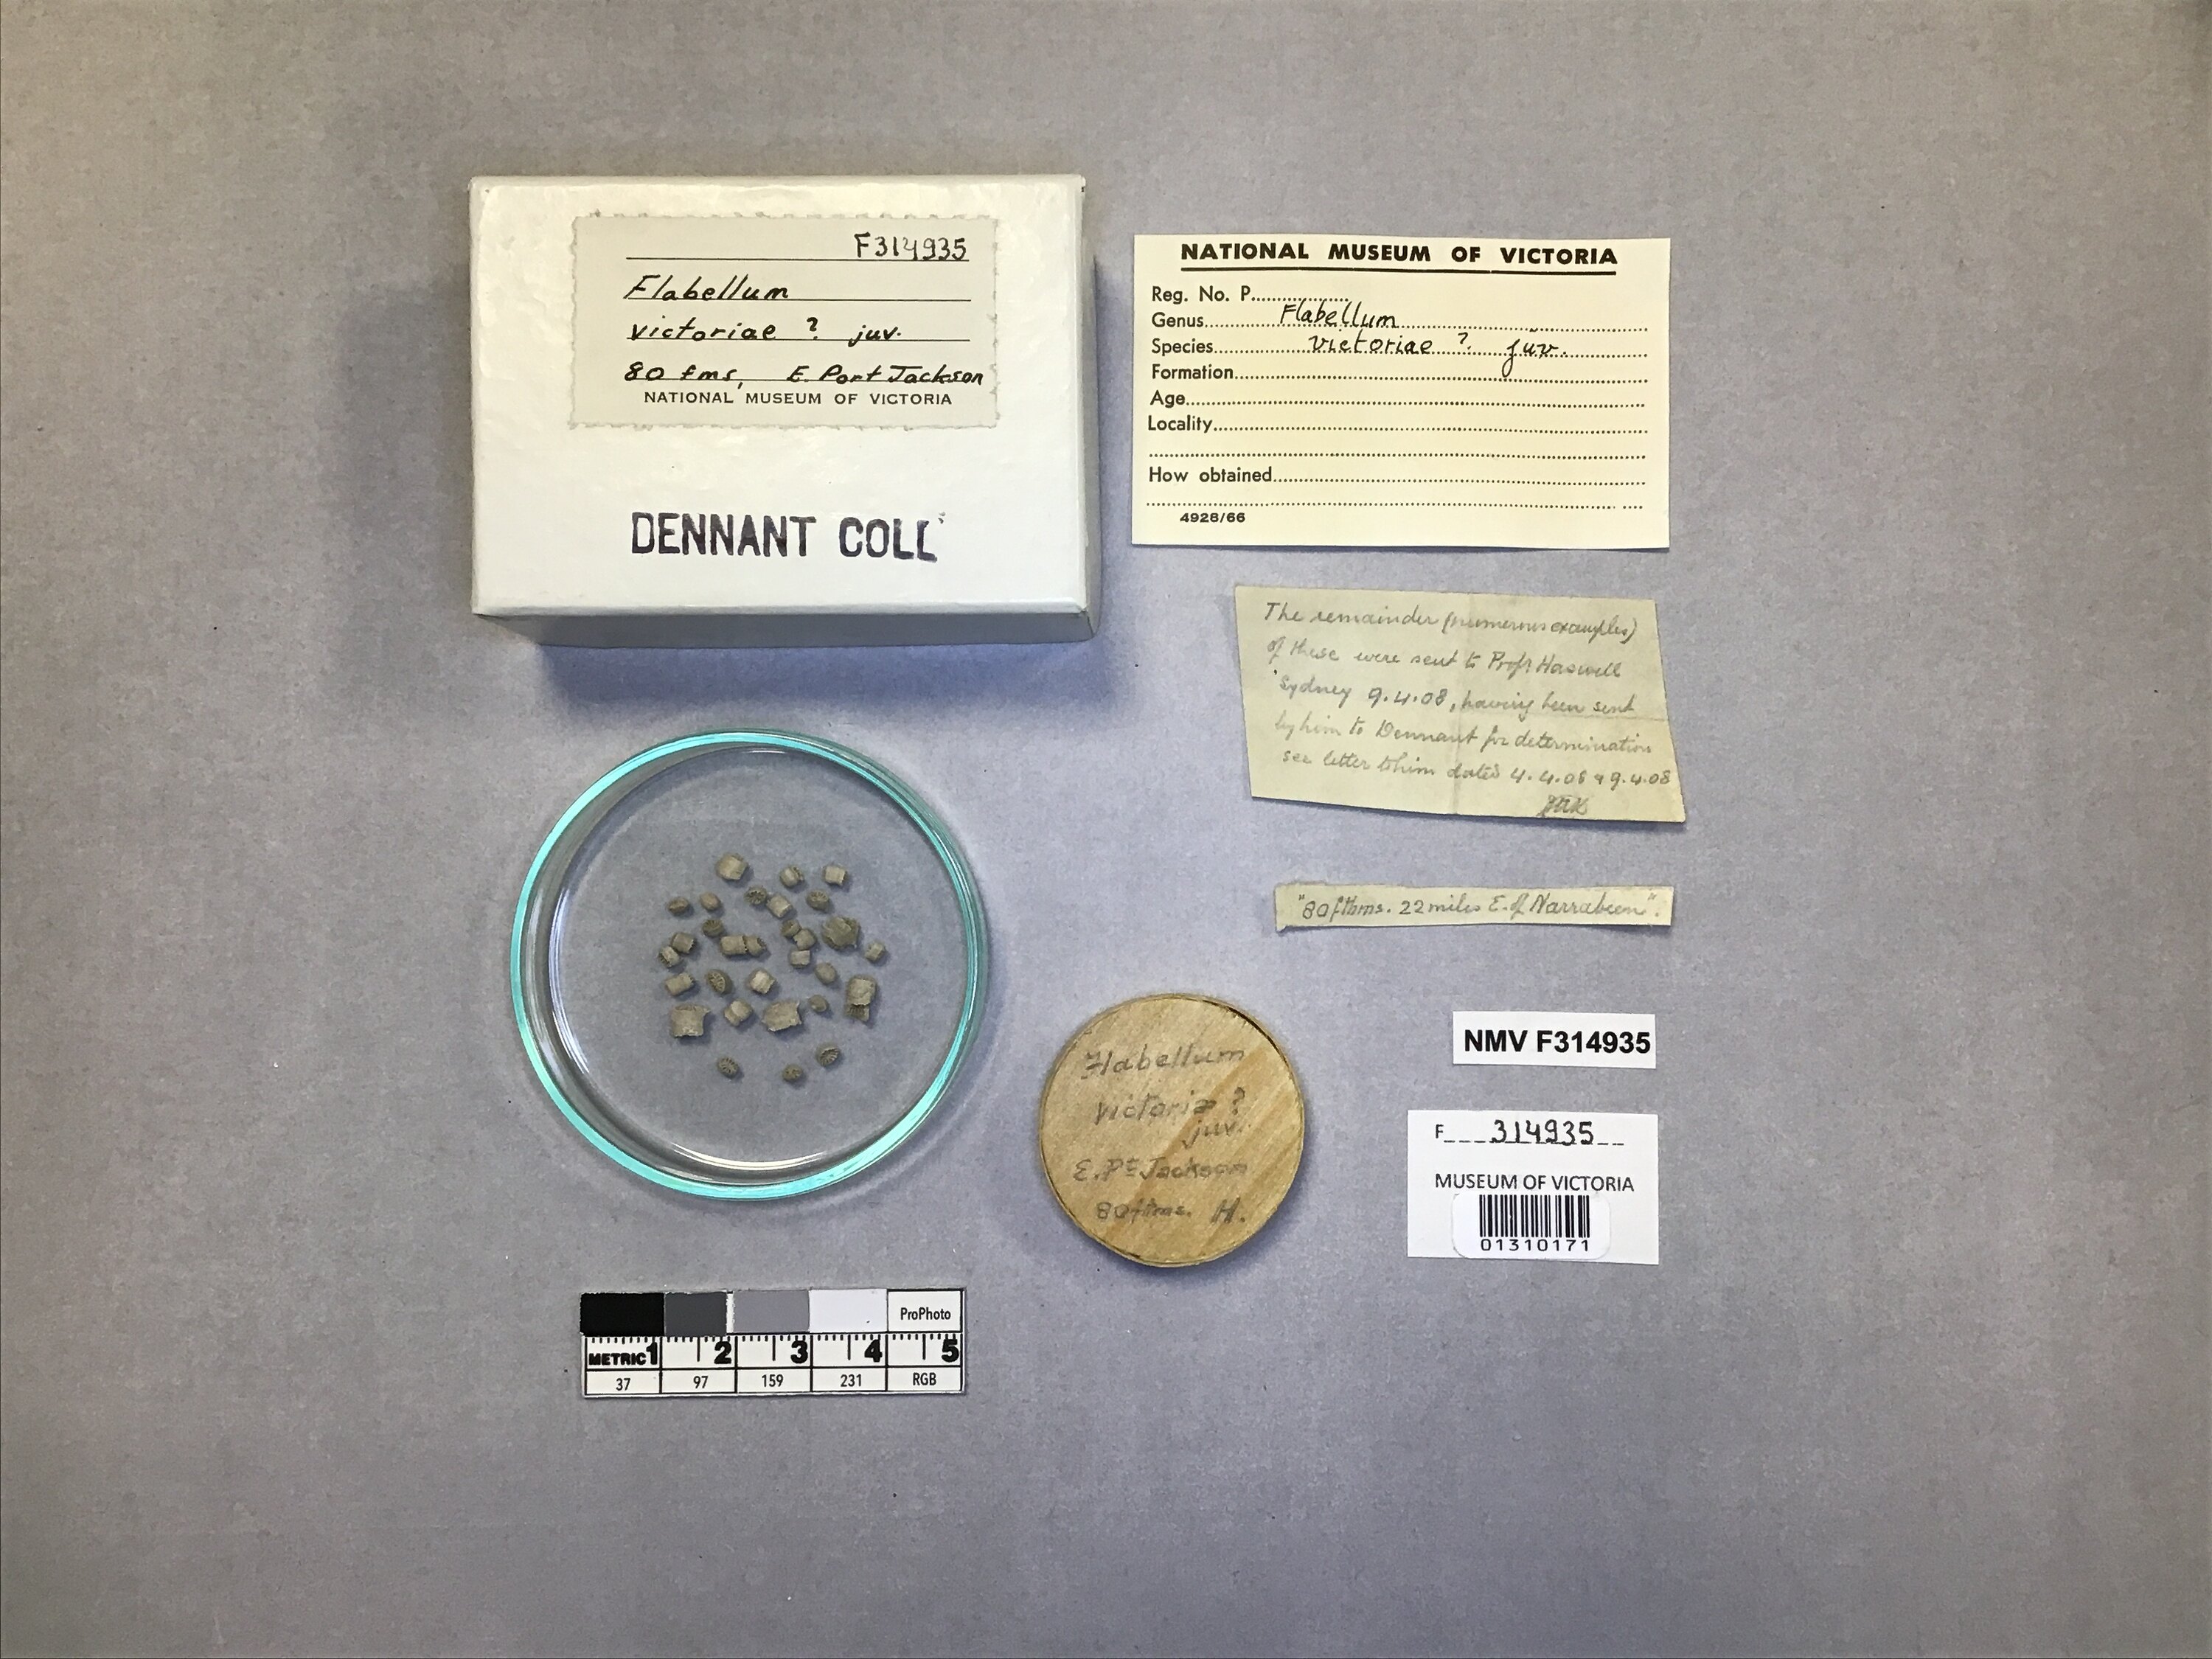 F314935
Flabellum
victoriae ? juv.
80 fms, E. Port Jackson
NATIONAL MUSEUM OF VICTORIA
DENNANT COLL
NATIONAL MUSEUM OF VICTORIA
Reg. No. P
Genus Flabellum
Species victoriae ? juv.
Formation
Age
Locality
How obtained
4928/66
The remainder (numerous examples)
of these were sent to Profr Haswell
Sydney 9.4.08, having been sent
by him to Dennant for determination
see letter to him dated 4.4.08 & 9.4.08
"80 fthms. 22 miles E. of Narrabeen".
Flabellum
victoriæ ?
juv.
E. Pt Jackson
80 fthms. H.
NMV F314935
F 314935
MUSEUM OF VICTORIA
01310171
ProPhoto
METRIC 1 2 3 4 5
37 97 159 231 RGB